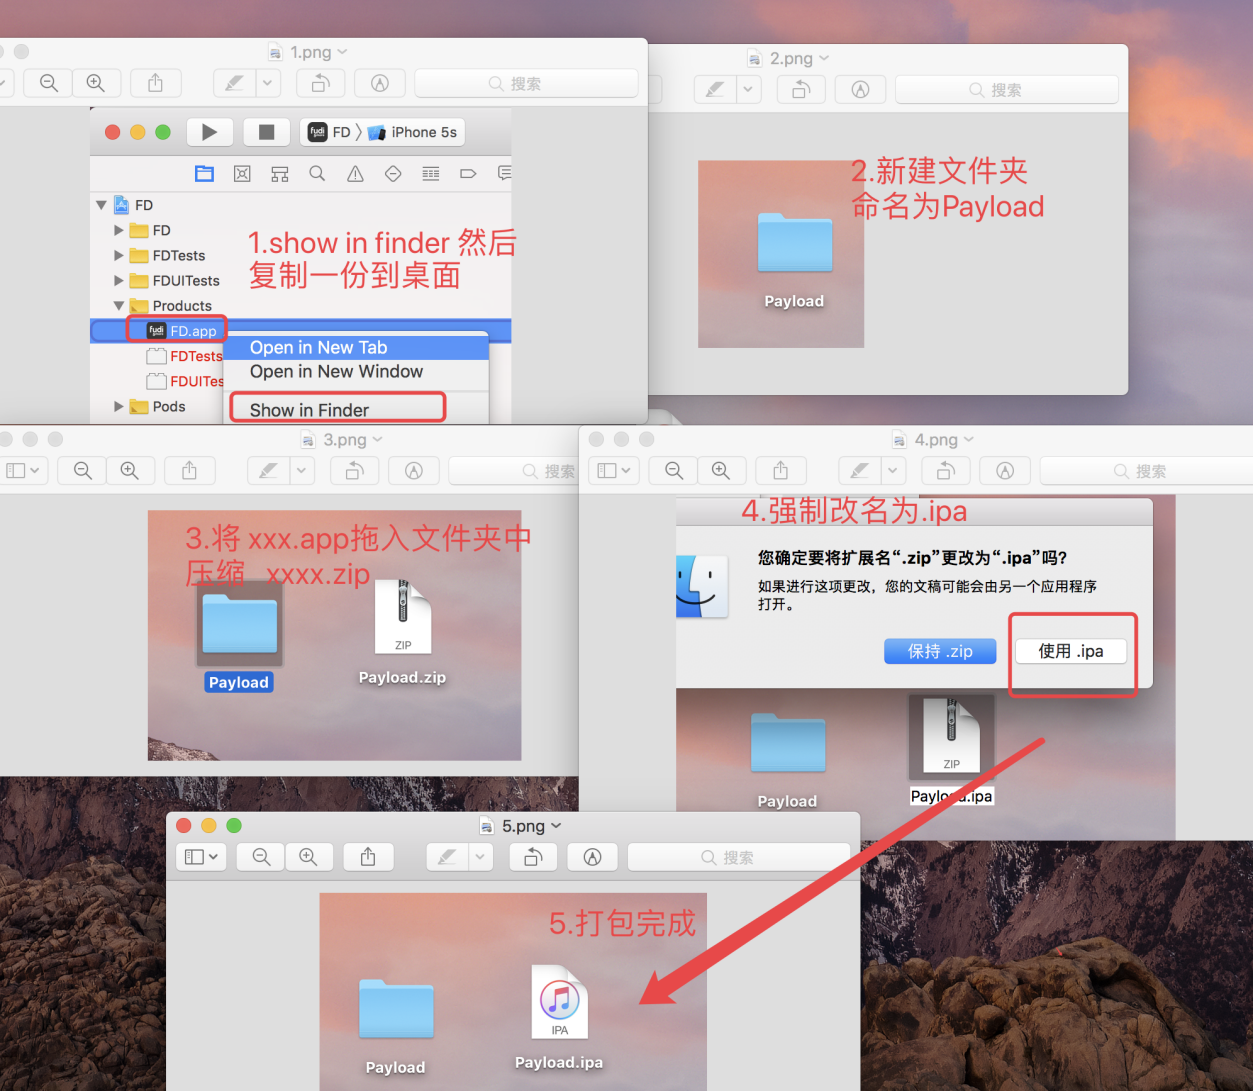 1.png
搜索
fudi FD
iPhone 5s
FD
FD
FDTests
FDUITests
Products
fudi FD.app
FDTests
FDUITes
Pods
1.show in finder 然后
复制一份到桌面
Open in New Tab
Open in New Window
Show in Finder
2.png
搜索
2.新建文件夹
命名为Payload
Payload
3.png
搜索
3.将 xxx.app拖入文件夹中
压缩 xxxx.zip
ZIP
Payload
Payload.zip
4.png
搜索
4.强制改名为.ipa
您确定要将扩展名“.zip”更改为“.ipa”吗?
如果进行这项更改，您的文稿可能会由另一个应用程序
打开。
保持 .zip
使用 .ipa
ZIP
Payload
Payload.ipa
5.png
搜索
5.打包完成
IPA
Payload
Payload.ipa